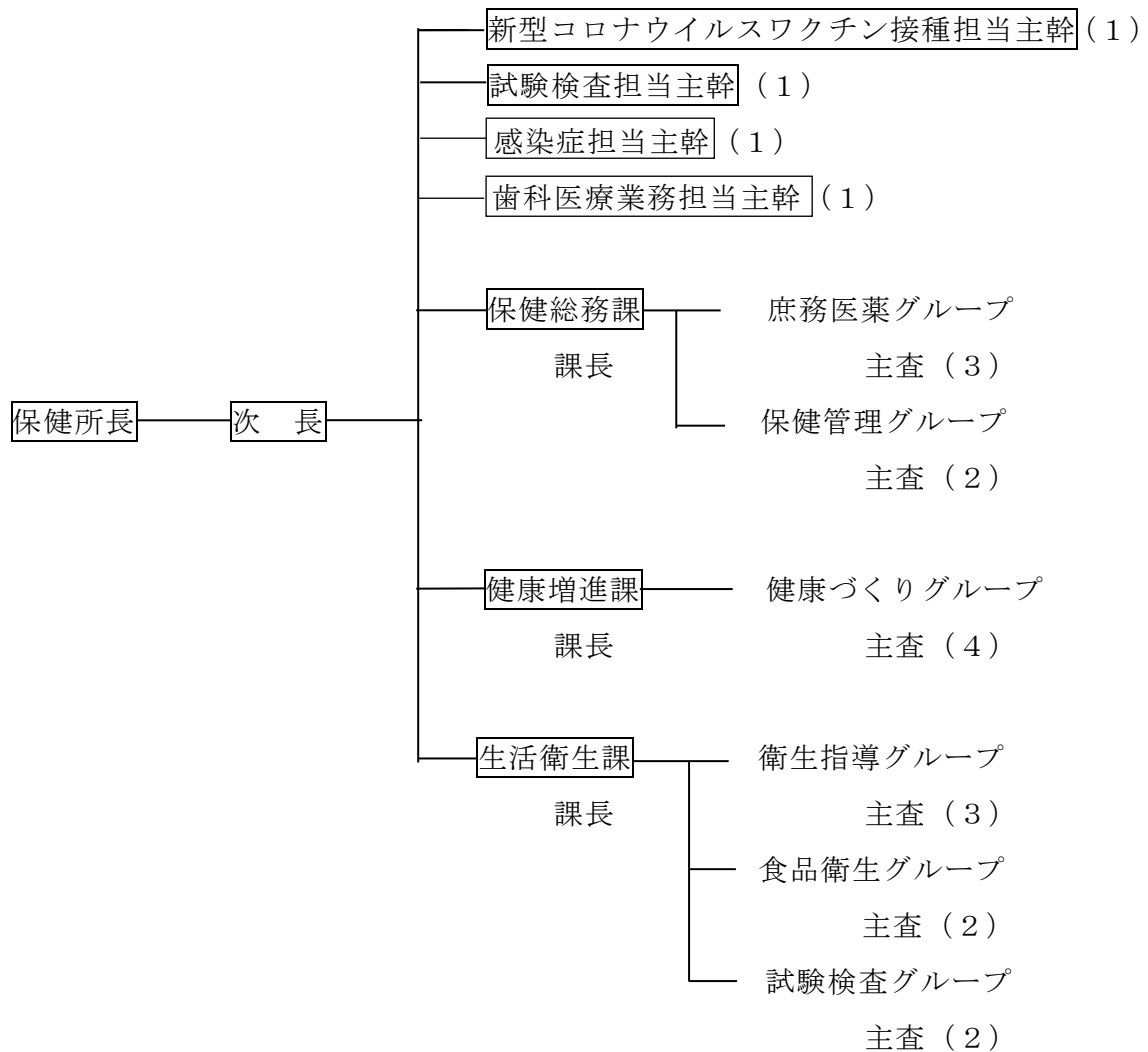 新型コロナウイルスワクチン接種担当主幹（１）
試験検査担当主幹（１）
感染症担当主幹（１）
歯科医療業務担当主幹（１）
保健総務課 庶務医薬グループ
課長 主査（３）
保健所長 次　長 保健管理グループ
主査（２）
健康増進課 健康づくりグループ
課長 主査（４）
生活衛生課 衛生指導グループ
課長 主査（３）
食品衛生グループ
主査（２）
試験検査グループ
主査（２）